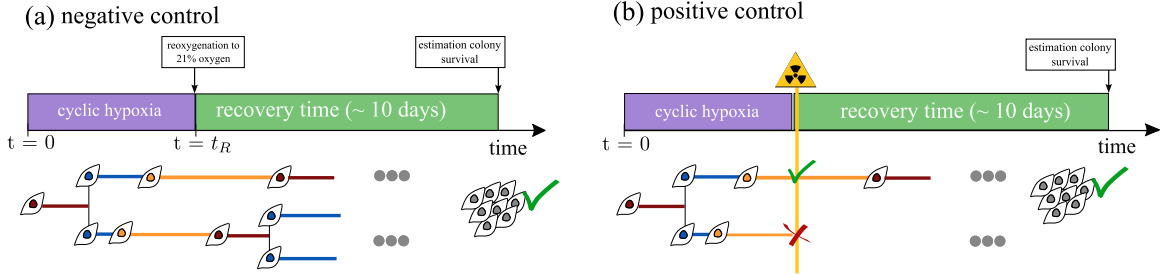 (a) negative control
reoxygenation to
21% oxygen
estimation colony
survival
cyclic hypoxia
recovery time (~ 10 days)
t = 0
t = t_R
time
(b) positive control
estimation colony
survival
cyclic hypoxia
recovery time (~ 10 days)
t = 0
time